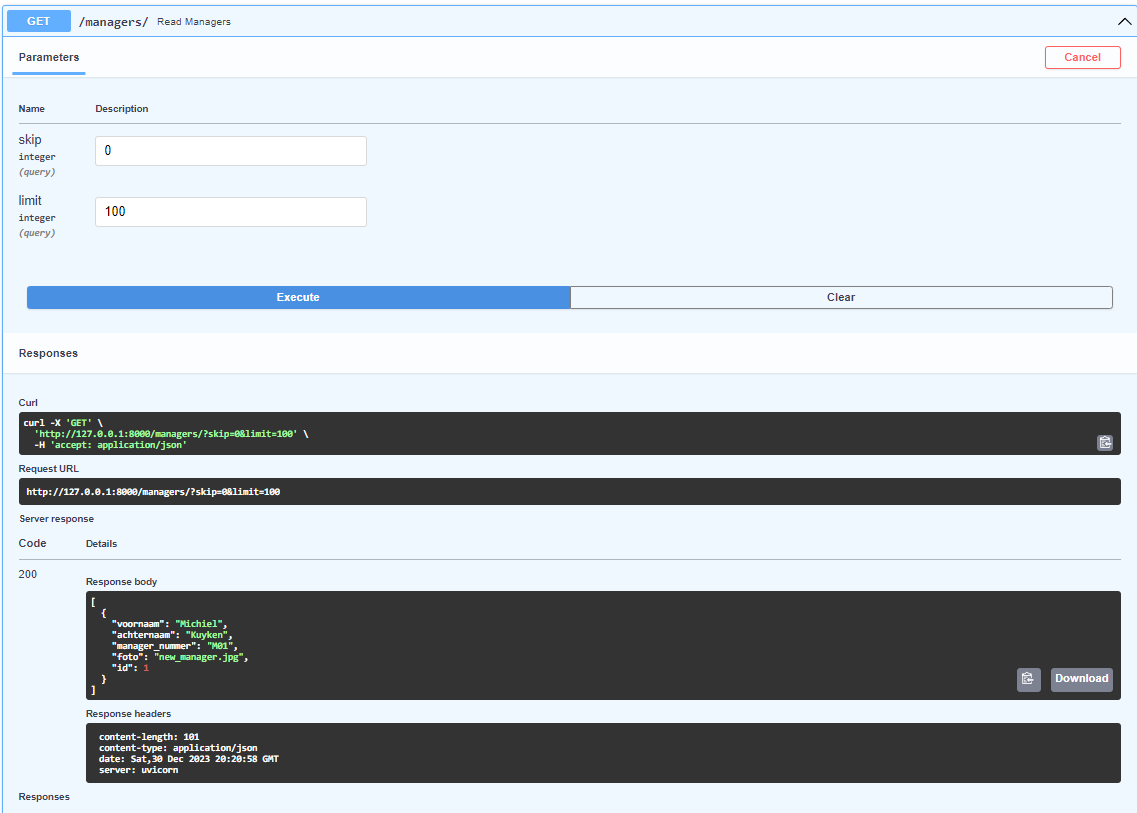 GET /managers/ Read Managers
Parameters
Cancel
Name Description
skip
integer
(query)
0
limit
integer
(query)
100
Execute Clear
Responses
Curl
curl -X 'GET' \
'http://127.0.0.1:8000/managers/?skip=0&limit=100' \
-H 'accept: application/json'
Request URL
http://127.0.0.1:8000/managers/?skip=0&limit=100
Server response
Code Details
200
Response body
[
{
"voornaam": "Michiel",
"achternaam": "Kuyken",
"manager_nummer": "M01",
"foto": "new_manager.jpg",
"id": 1
}
]
Download
Response headers
content-length: 101
content-type: application/json
date: Sat,30 Dec 2023 20:20:58 GMT
server: uvicorn
Responses